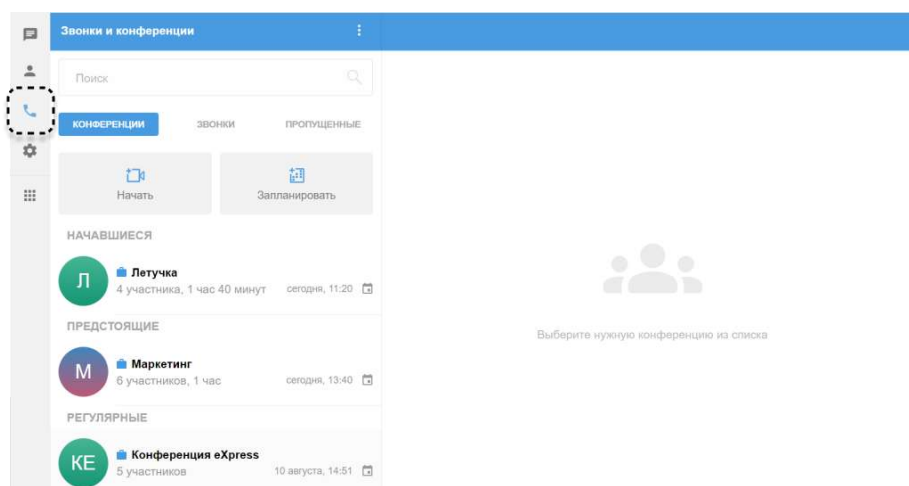 Звонки и конференции
Поиск
КОНФЕРЕНЦИИ ЗВОНКИ ПРОПУЩЕННЫЕ
Начать Запланировать
НАЧАВШИЕСЯ
Л Летучка
4 участника, 1 час 40 минут сегодня, 11:20
ПРЕДСТОЯЩИЕ
М Маркетинг
6 участников, 1 час сегодня, 13:40
РЕГУЛЯРНЫЕ
КЕ Конференция eXpress
5 участников 10 августа, 14:51
Выберите нужную конференцию из списка